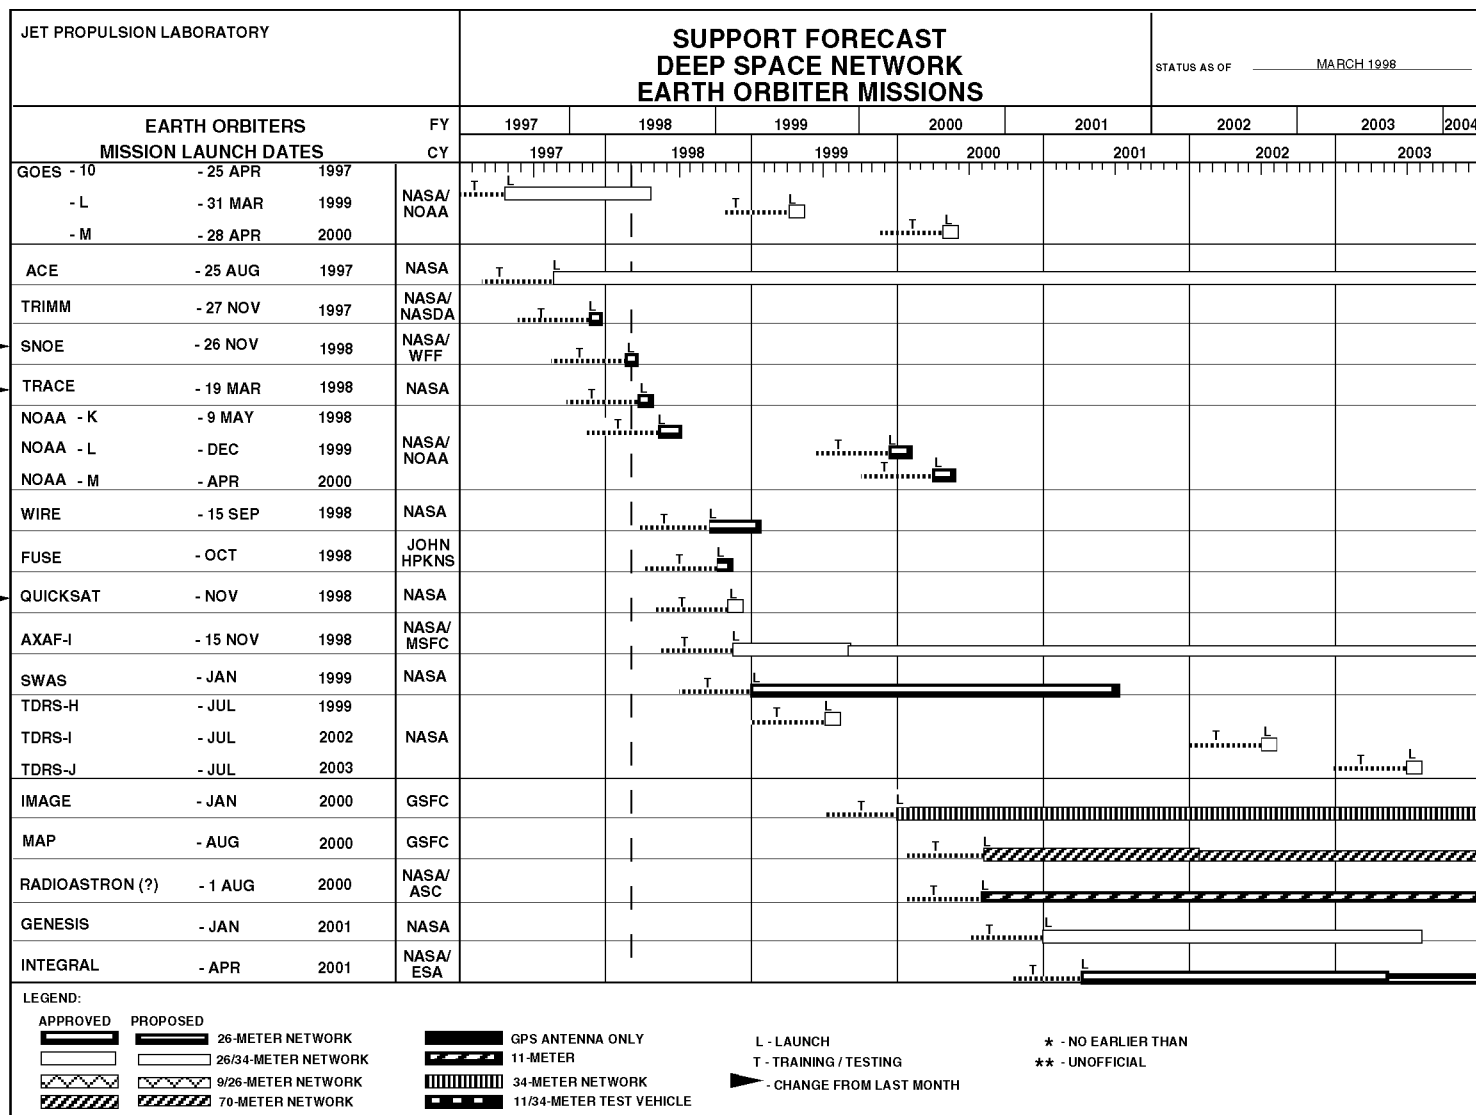 JET PROPULSION LABORATORY
SUPPORT FORECAST
DEEP SPACE NETWORK
EARTH ORBITER MISSIONS
STATUS AS OF MARCH 1998
EARTH ORBITERS FY 1997 1998 1999 2000 2001 2002 2003 2004
MISSION LAUNCH DATES CY 1997 1998 1999 2000 2001 2002 2003
GOES - 10 - 25 APR 1997 T L
NASA/
NOAA
- L - 31 MAR 1999 T L
- M - 28 APR 2000 T L
ACE - 25 AUG 1997 NASA T L
TRIMM - 27 NOV 1997 NASA/
NASDA T L
SNOE - 26 NOV 1998 NASA/
WFF T L
TRACE - 19 MAR 1998 NASA T L
NOAA - K - 9 MAY 1998 T L
NOAA - L - DEC 1999 NASA/
NOAA T L
NOAA - M - APR 2000 T L
WIRE - 15 SEP 1998 NASA T L
FUSE - OCT 1998 JOHN
HPKNS T L
QUICKSAT - NOV 1998 NASA T L
AXAF-I - 15 NOV 1998 NASA/
MSFC T L
SWAS - JAN 1999 NASA T L
TDRS-H - JUL 1999 T L
TDRS-I - JUL 2002 NASA T L
TDRS-J - JUL 2003 T L
IMAGE - JAN 2000 GSFC T L
MAP - AUG 2000 GSFC T L
RADIOASTRON (?) - 1 AUG 2000 NASA/
ASC T L
GENESIS - JAN 2001 NASA T L
INTEGRAL - APR 2001 NASA/
ESA T L
LEGEND:
APPROVED PROPOSED
26-METER NETWORK
26/34-METER NETWORK
9/26-METER NETWORK
70-METER NETWORK
GPS ANTENNA ONLY
11-METER
34-METER NETWORK
11/34-METER TEST VEHICLE
L - LAUNCH
T - TRAINING / TESTING
- CHANGE FROM LAST MONTH
* - NO EARLIER THAN
** - UNOFFICIAL